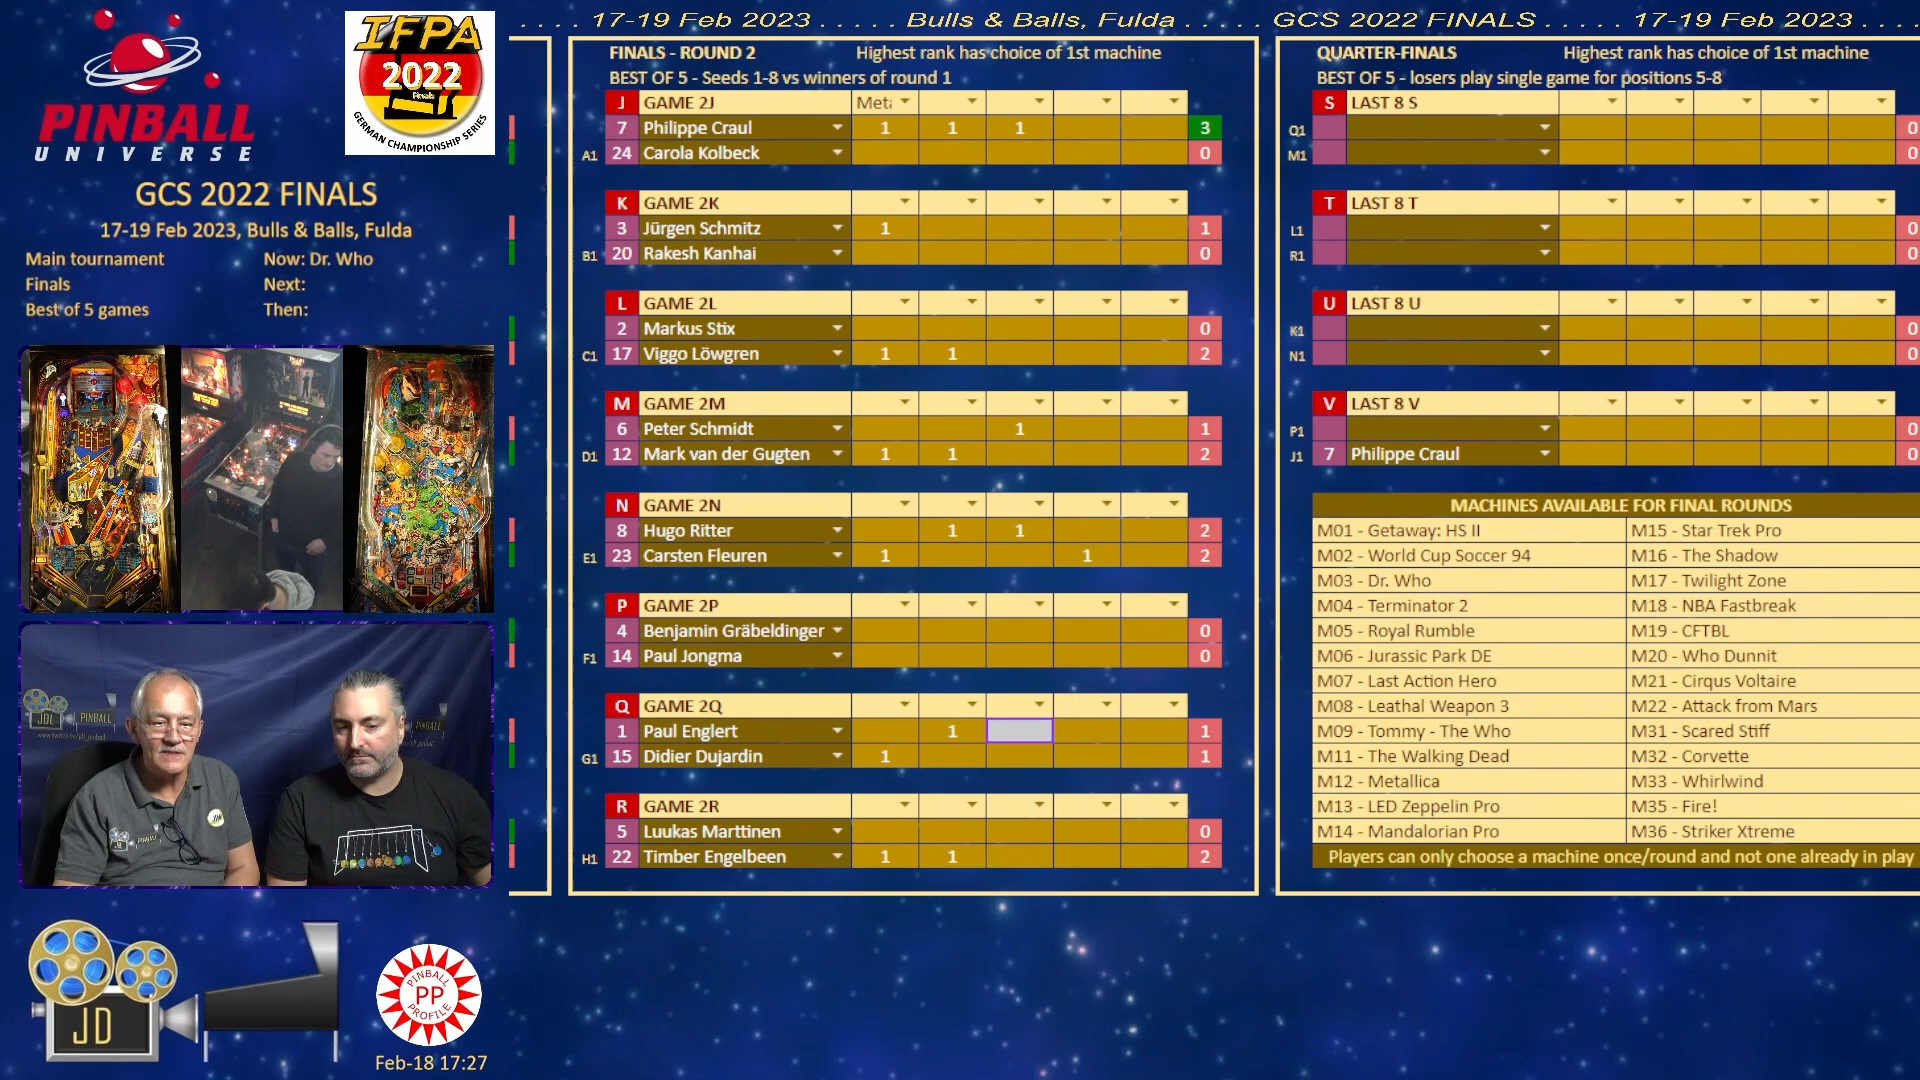 . . . . 17-19 Feb 2023 . . . . . Bulls & Balls, Fulda . . . . . GCS 2022 FINALS . . . . . 17-19 Feb 2023 . . . .
PINBALL
UNIVERSE
IFPA
2022
Finals
GERMAN CHAMPIONSHIP SERIES
GCS 2022 FINALS
17-19 Feb 2023, Bulls & Balls, Fulda
Main tournament Now: Dr. Who
Finals Next:
Best of 5 games Then:
JDL PINBALL
PINBALL
JD
PINBALL
PP
PROFILE
Feb-18 17:27
FINALS - ROUND 2 Highest rank has choice of 1st machine
BEST OF 5 - Seeds 1-8 vs winners of round 1
J GAME 2J Meta
7 Philippe Craul 1 1 1 3
A1 24 Carola Kolbeck 0
K GAME 2K
3 Jürgen Schmitz 1 1
B1 20 Rakesh Kanhai 0
L GAME 2L
2 Markus Stix 0
C1 17 Viggo Löwgren 1 1 2
M GAME 2M
6 Peter Schmidt 1 1
D1 12 Mark van der Gugten 1 1 2
N GAME 2N
8 Hugo Ritter 1 1 2
E1 23 Carsten Fleuren 1 1 2
P GAME 2P
4 Benjamin Gräbeldinger 0
F1 14 Paul Jongma 0
Q GAME 2Q
1 Paul Englert 1 1
G1 15 Didier Dujardin 1 1
R GAME 2R
5 Luukas Marttinen 0
H1 22 Timber Engelbeen 1 1 2
QUARTER-FINALS Highest rank has choice of 1st machine
BEST OF 5 - losers play single game for positions 5-8
S LAST 8 S
Q1 0
M1 0
T LAST 8 T
L1 0
R1 0
U LAST 8 U
K1 0
N1 0
V LAST 8 V
P1 0
J1 7 Philippe Craul 0
MACHINES AVAILABLE FOR FINAL ROUNDS
M01 - Getaway: HS II M15 - Star Trek Pro
M02 - World Cup Soccer 94 M16 - The Shadow
M03 - Dr. Who M17 - Twilight Zone
M04 - Terminator 2 M18 - NBA Fastbreak
M05 - Royal Rumble M19 - CFTBL
M06 - Jurassic Park DE M20 - Who Dunnit
M07 - Last Action Hero M21 - Cirqus Voltaire
M08 - Leathal Weapon 3 M22 - Attack from Mars
M09 - Tommy - The Who M31 - Scared Stiff
M11 - The Walking Dead M32 - Corvette
M12 - Metallica M33 - Whirlwind
M13 - LED Zeppelin Pro M35 - Fire!
M14 - Mandalorian Pro M36 - Striker Xtreme
Players can only choose a machine once/round and not one already in play